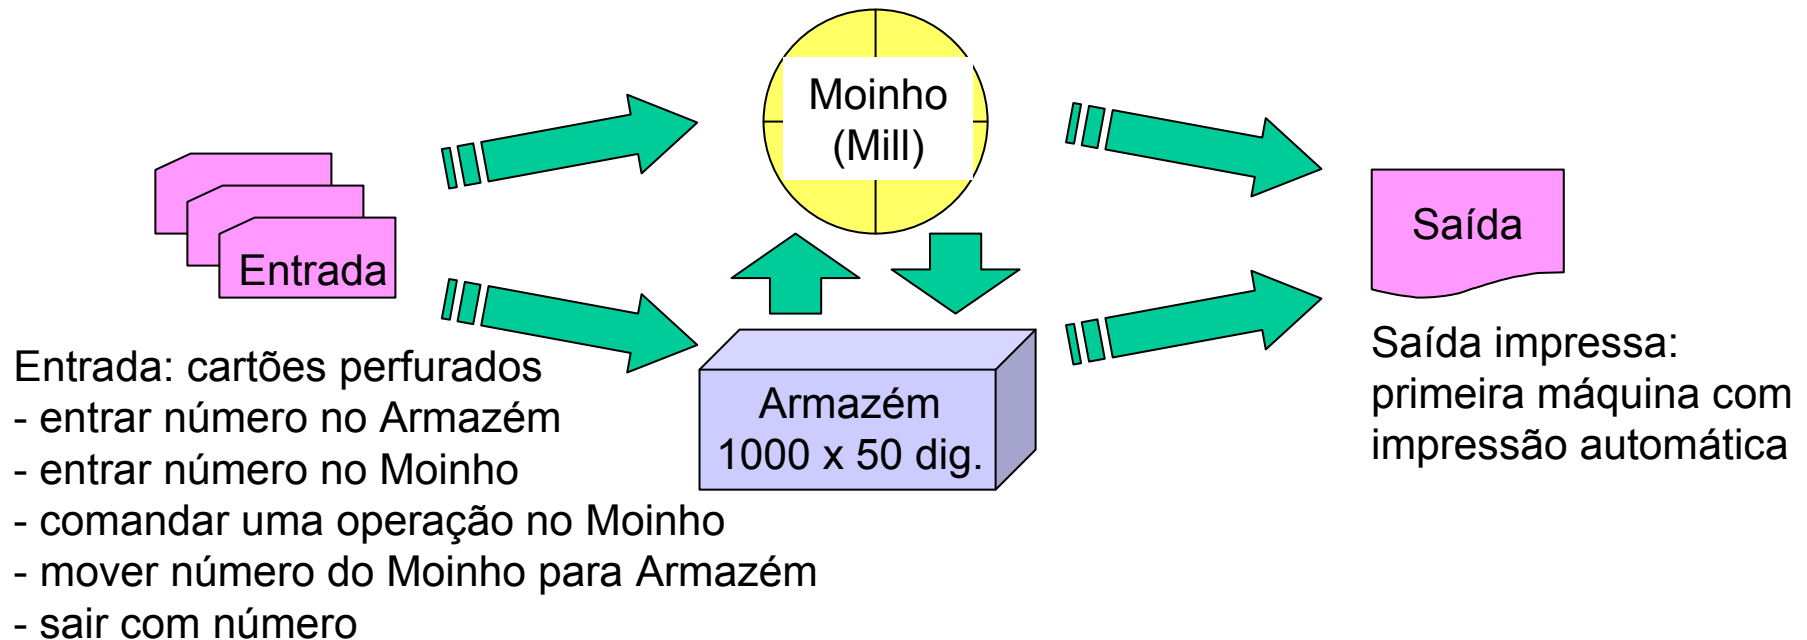 Moinho
(Mill)
Entrada
Saída
Armazém
1000 x 50 dig.
Entrada: cartões perfurados
- entrar número no Armazém
- entrar número no Moinho
- comandar uma operação no Moinho
- mover número do Moinho para Armazém
- sair com número
Saída impressa:
primeira máquina com
impressão automática